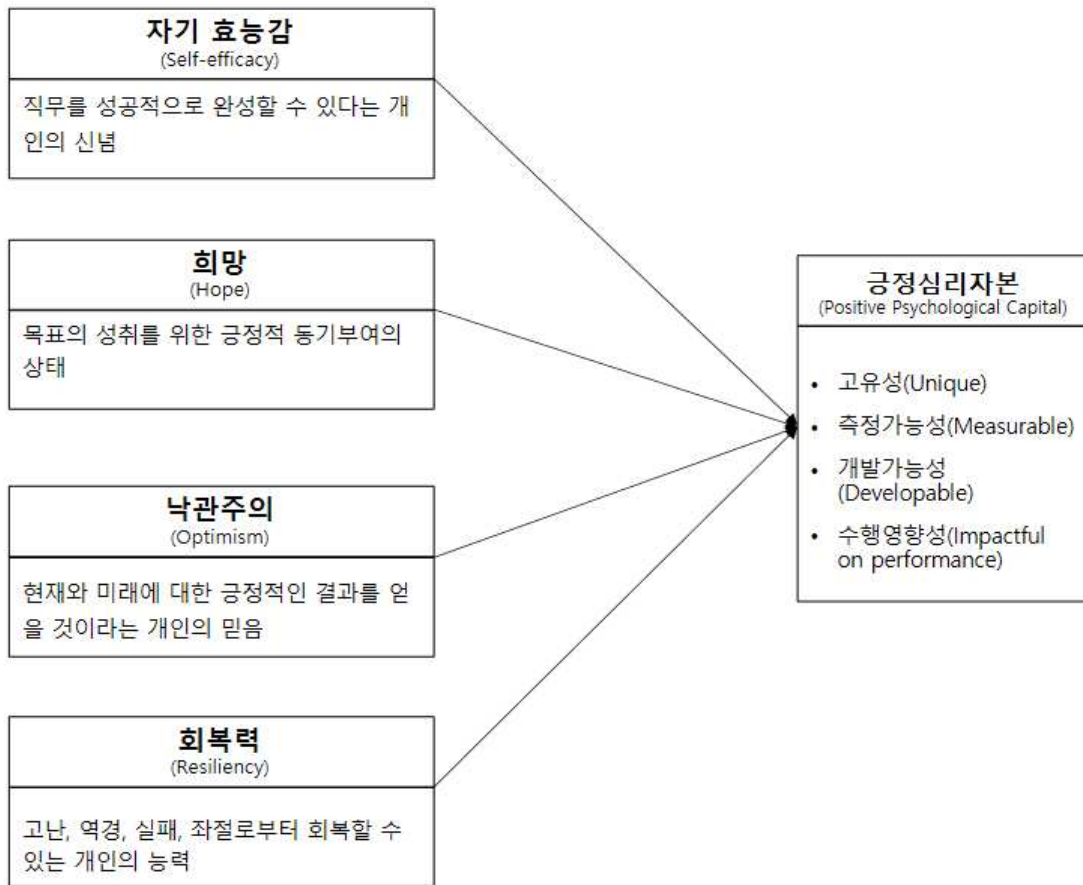 자기 효능감
(Self-efficacy)
직무를 성공적으로 완성할 수 있다는 개
인의 신념
희망
(Hope)
목표의 성취를 위한 긍정적 동기부여의
상태
낙관주의
(Optimism)
현재와 미래에 대한 긍정적인 결과를 얻
을 것이라는 개인의 믿음
회복력
(Resiliency)
고난, 역경, 실패, 좌절로부터 회복할 수
있는 개인의 능력
긍정심리자본
(Positive Psychological Capital)
• 고유성(Unique)
• 측정가능성(Measurable)
• 개발가능성
(Developable)
• 수행영향성(Impactful
on performance)